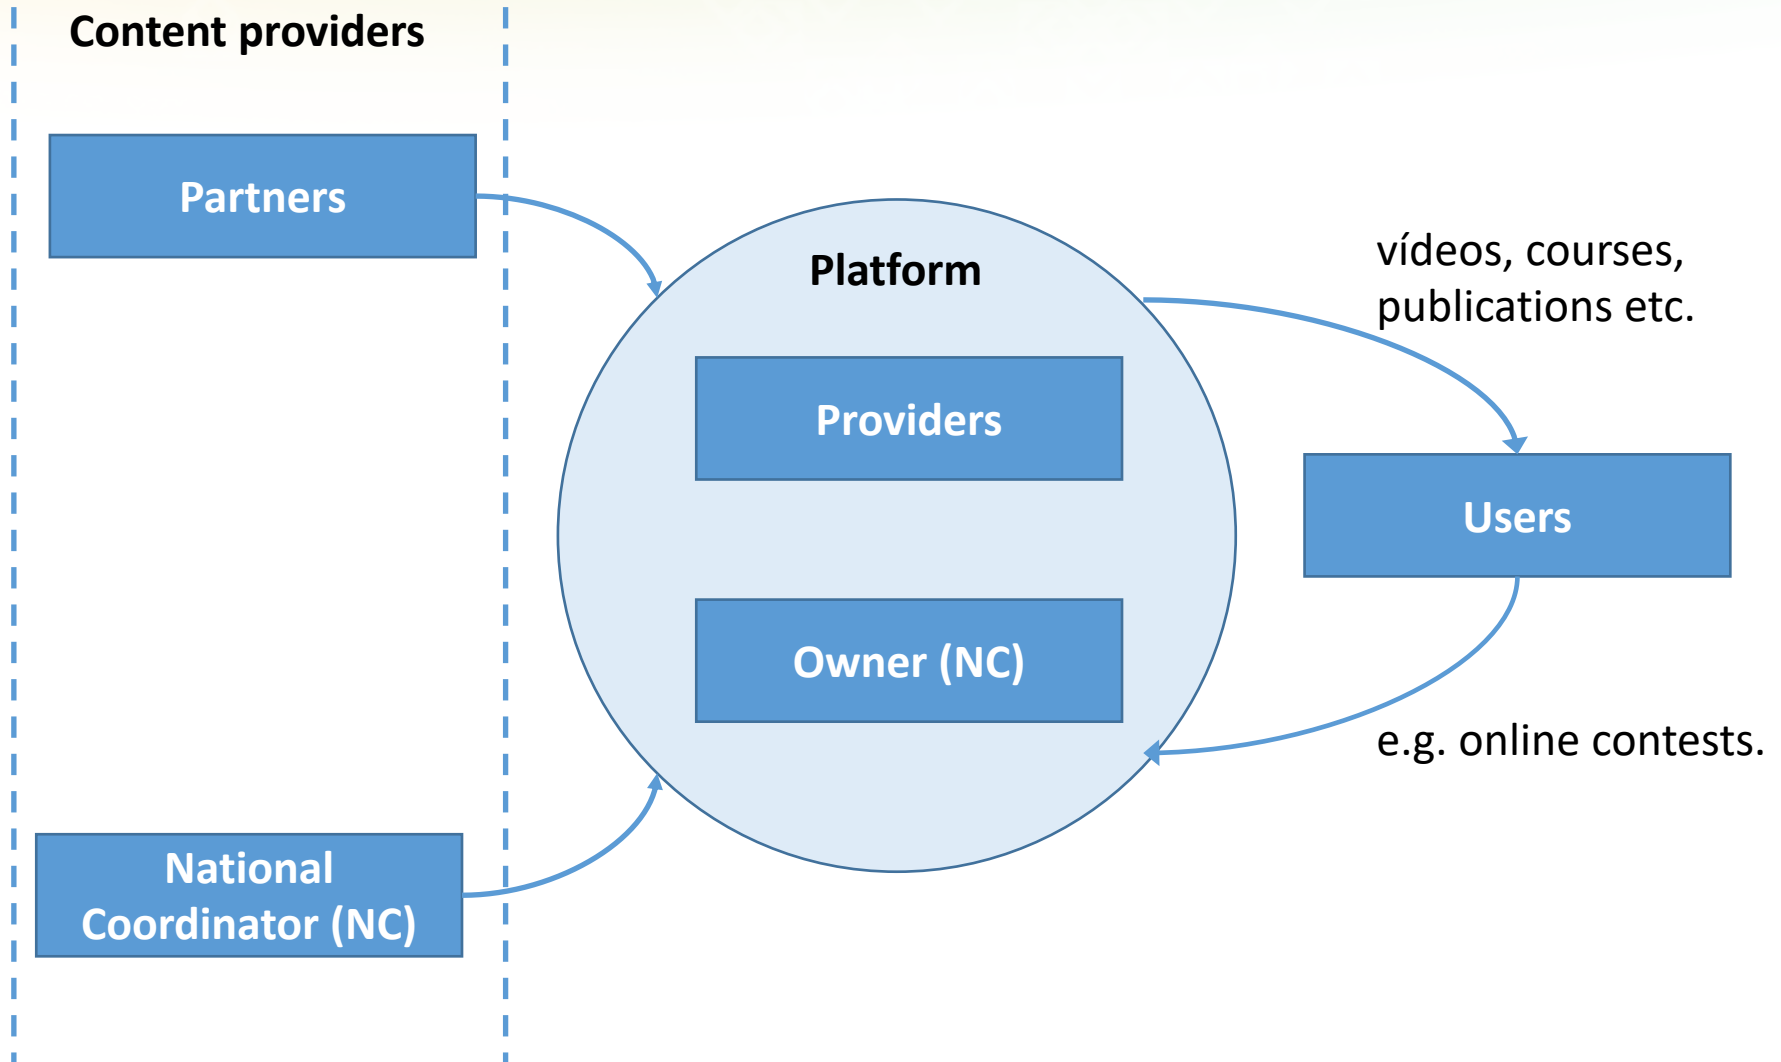 Content providers
Partners
Platform
vídeos, courses,
publications etc.
Providers
Users
Owner (NC)
e.g. online contests.
National
Coordinator (NC)